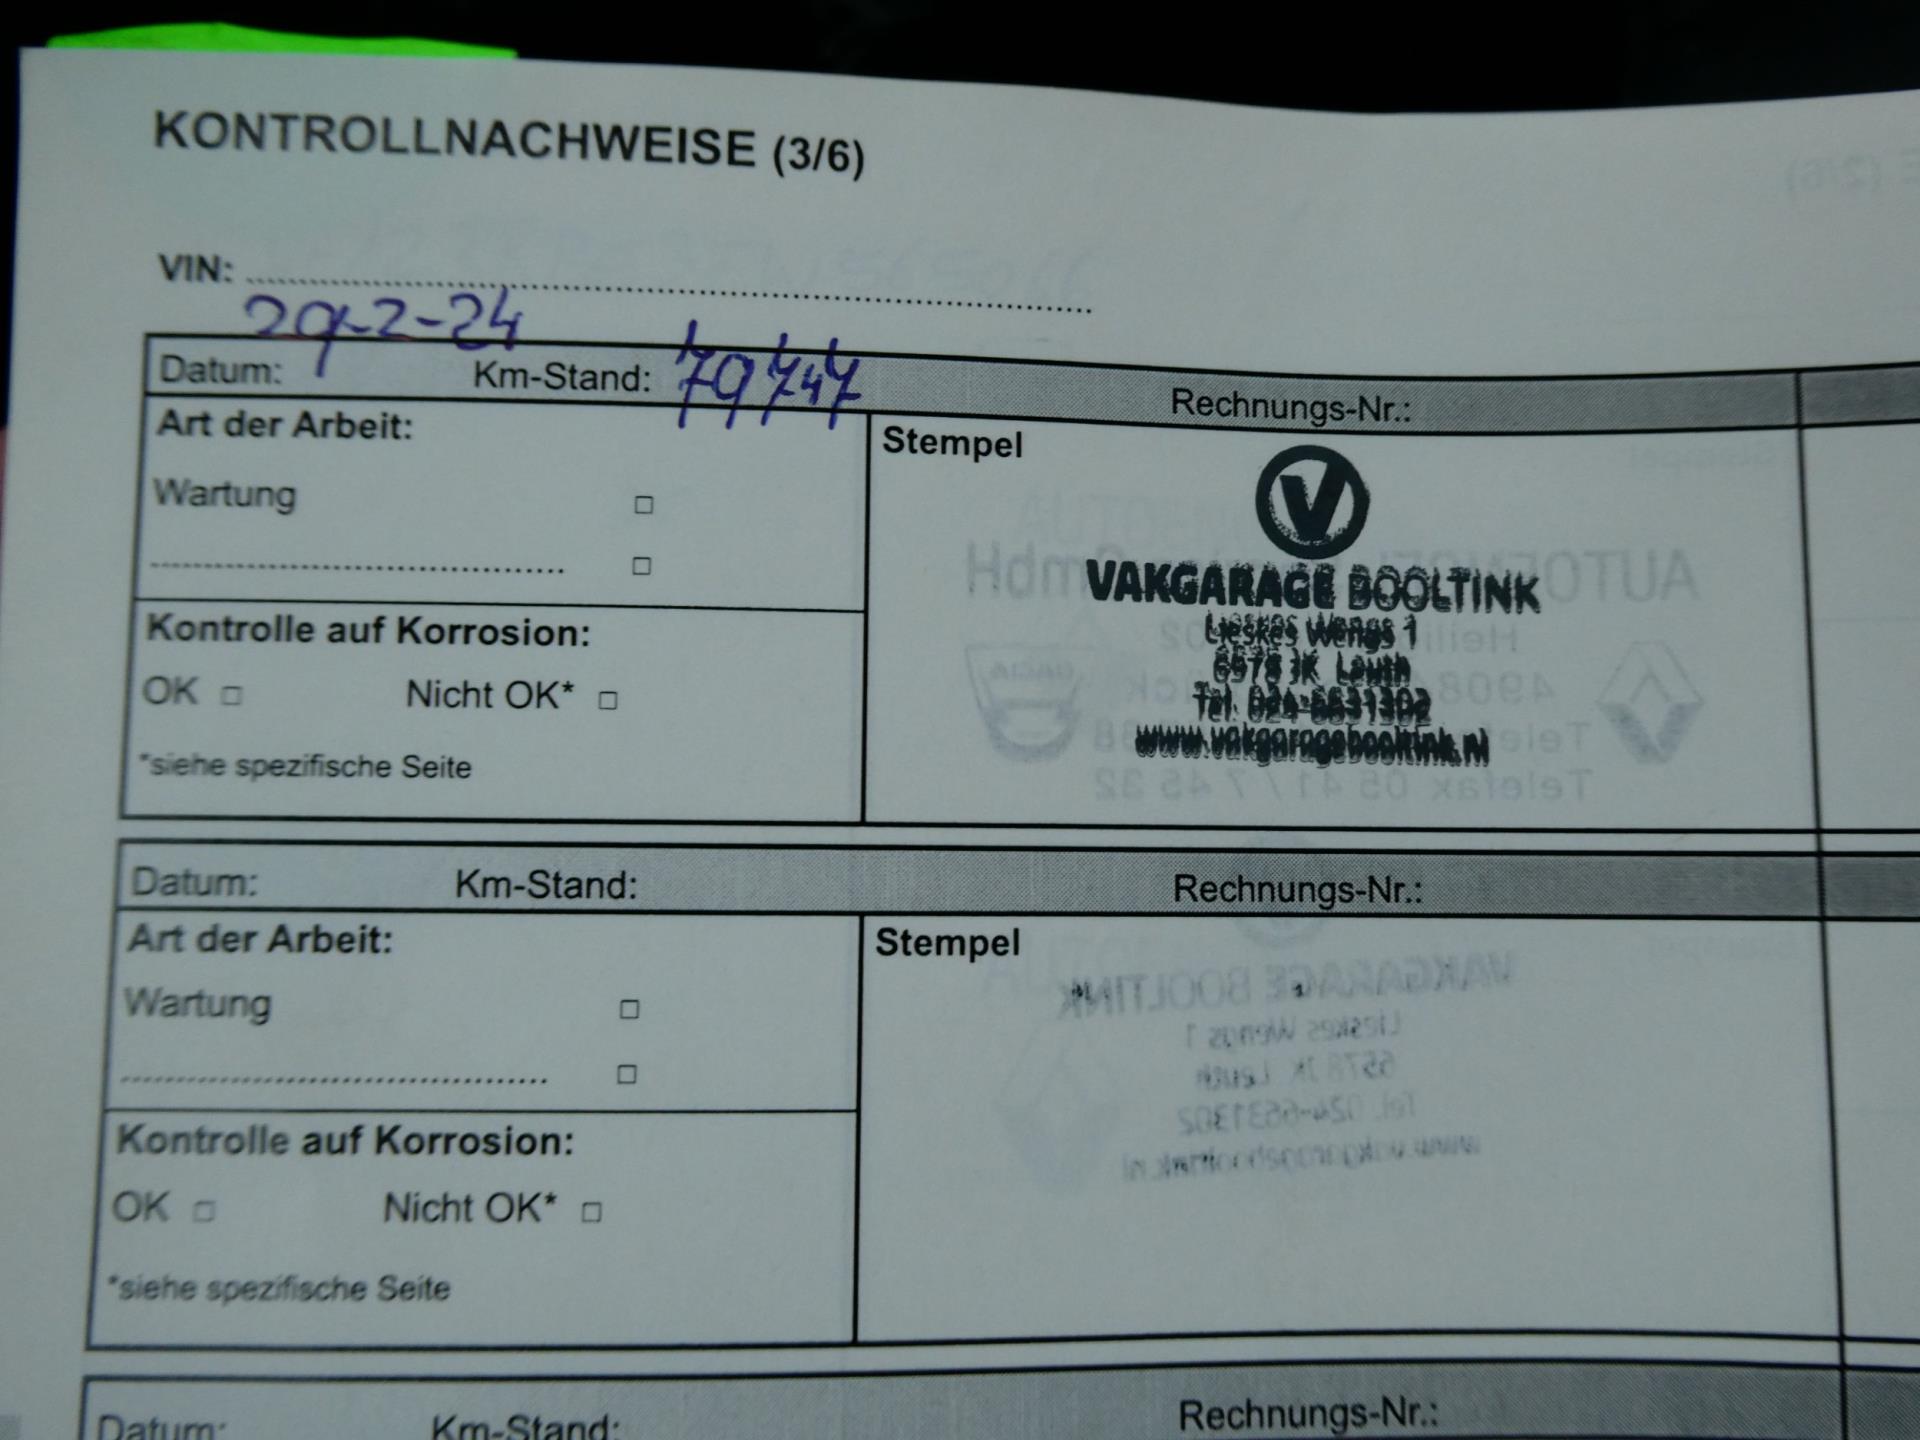 KONTROLLNACHWEISE (3/6)
VIN:
29-2-24
Datum: Km-Stand: 79747 Rechnungs-Nr.:
Art der Arbeit:
Wartung
Kontrolle auf Korrosion:
OK Nicht OK*
*siehe spezifische Seite
Stempel
V
VAKGARAGE BOOLTINK
Lieskes Wengs 1
6578 JK Leuth
Tel. 024-6631302
www.vakgaragebooltink.nl
Datum: Km-Stand: Rechnungs-Nr.:
Art der Arbeit:
Wartung
Kontrolle auf Korrosion:
OK Nicht OK*
*siehe spezifische Seite
Stempel
Datum: Km-Stand: Rechnungs-Nr.: